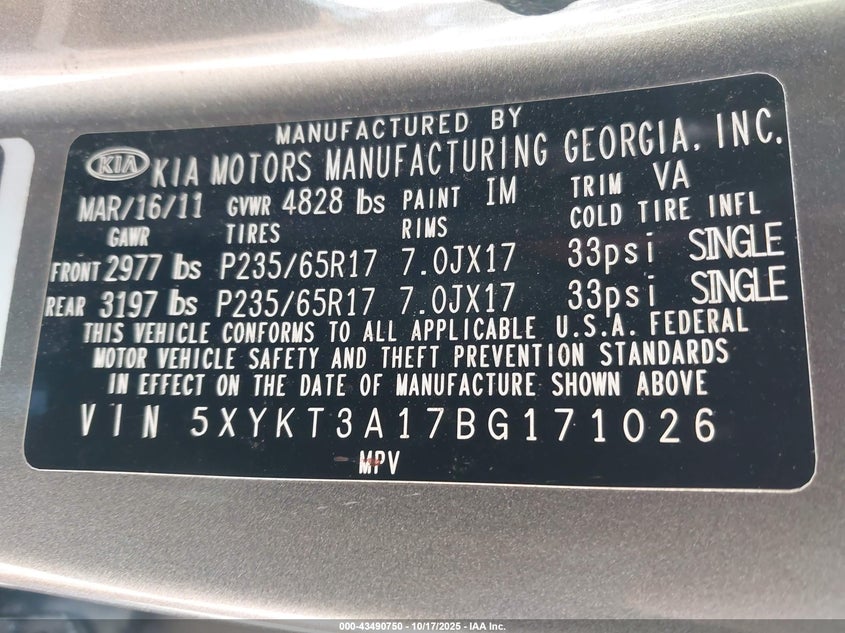 MANUFACTURED BY
KIA KIA MOTORS MANUFACTURING GEORGIA, INC.
MAR/16/11 GVWR 4828 lbs PAINT IM TRIM VA
GAWR TIRES RIMS COLD TIRE INFL
FRONT 2977 lbs P235/65R17 7.0JX17 33psi SINGLE
REAR 3197 lbs P235/65R17 7.0JX17 33psi SINGLE
THIS VEHICLE CONFORMS TO ALL APPLICABLE U.S.A. FEDERAL
MOTOR VEHICLE SAFETY AND THEFT PREVENTION STANDARDS
IN EFFECT ON THE DATE OF MANUFACTURE SHOWN ABOVE
VIN 5XYKT3A17BG171026
MPV
000-43490750 | 10/17/2025 - IAA Inc.